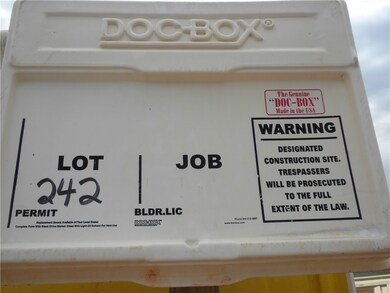 DOC-BOX®
The Genuine
"DOC-BOX"
Made in the USA
WARNING
DESIGNATED
CONSTRUCTION SITE.
TRESPASSERS
WILL BE PROSECUTED
TO THE FULL
EXTENT OF THE LAW.
LOT
JOB
242
PERMIT
BLDR.LIC